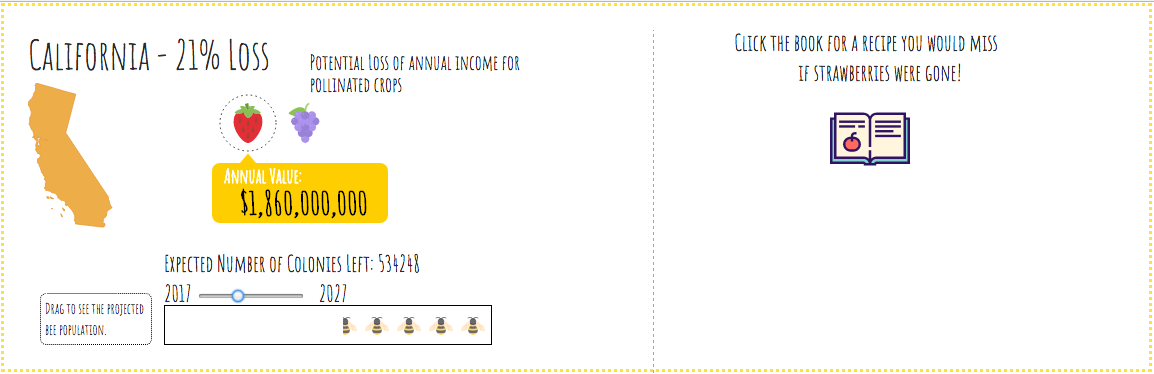 California - 21% Loss
Potential Loss of annual income for
pollinated crops
Annual Value:
$1,860,000,000
Expected Number of Colonies Left: 534248
2017 2027
Drag to see the projected
bee population.
Click the book for a recipe you would miss
if strawberries were gone!